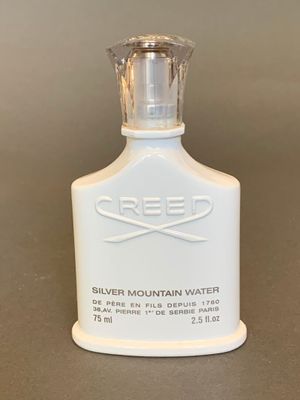 CREED
SILVER MOUNTAIN WATER
DE PÈRE EN FILS DEPUIS 1760
38,AV. PIERRE 1ᵉʳ DE SERBIE PARIS
75 ml 2.5 fl.oz